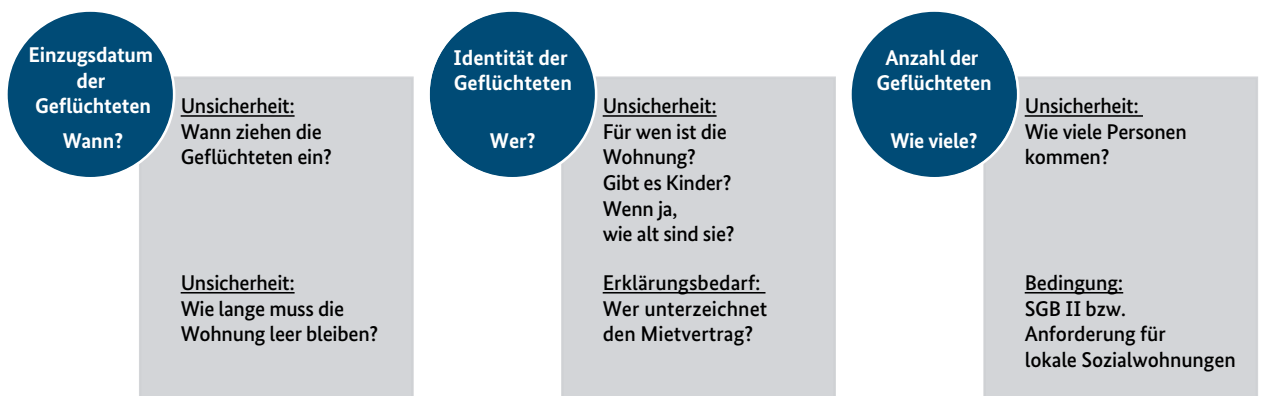 Einzugsdatum
der
Geflüchteten
Wann?
Unsicherheit:
Wann ziehen die
Geflüchteten ein?
Unsicherheit:
Wie lange muss die
Wohnung leer bleiben?
Identität der
Geflüchteten
Wer?
Unsicherheit:
Für wen ist die
Wohnung?
Gibt es Kinder?
Wenn ja,
wie alt sind sie?
Erklärungsbedarf:
Wer unterzeichnet
den Mietvertrag?
Anzahl der
Geflüchteten
Wie viele?
Unsicherheit:
Wie viele Personen
kommen?
Bedingung:
SGB II bzw.
Anforderung für
lokale Sozialwohnungen